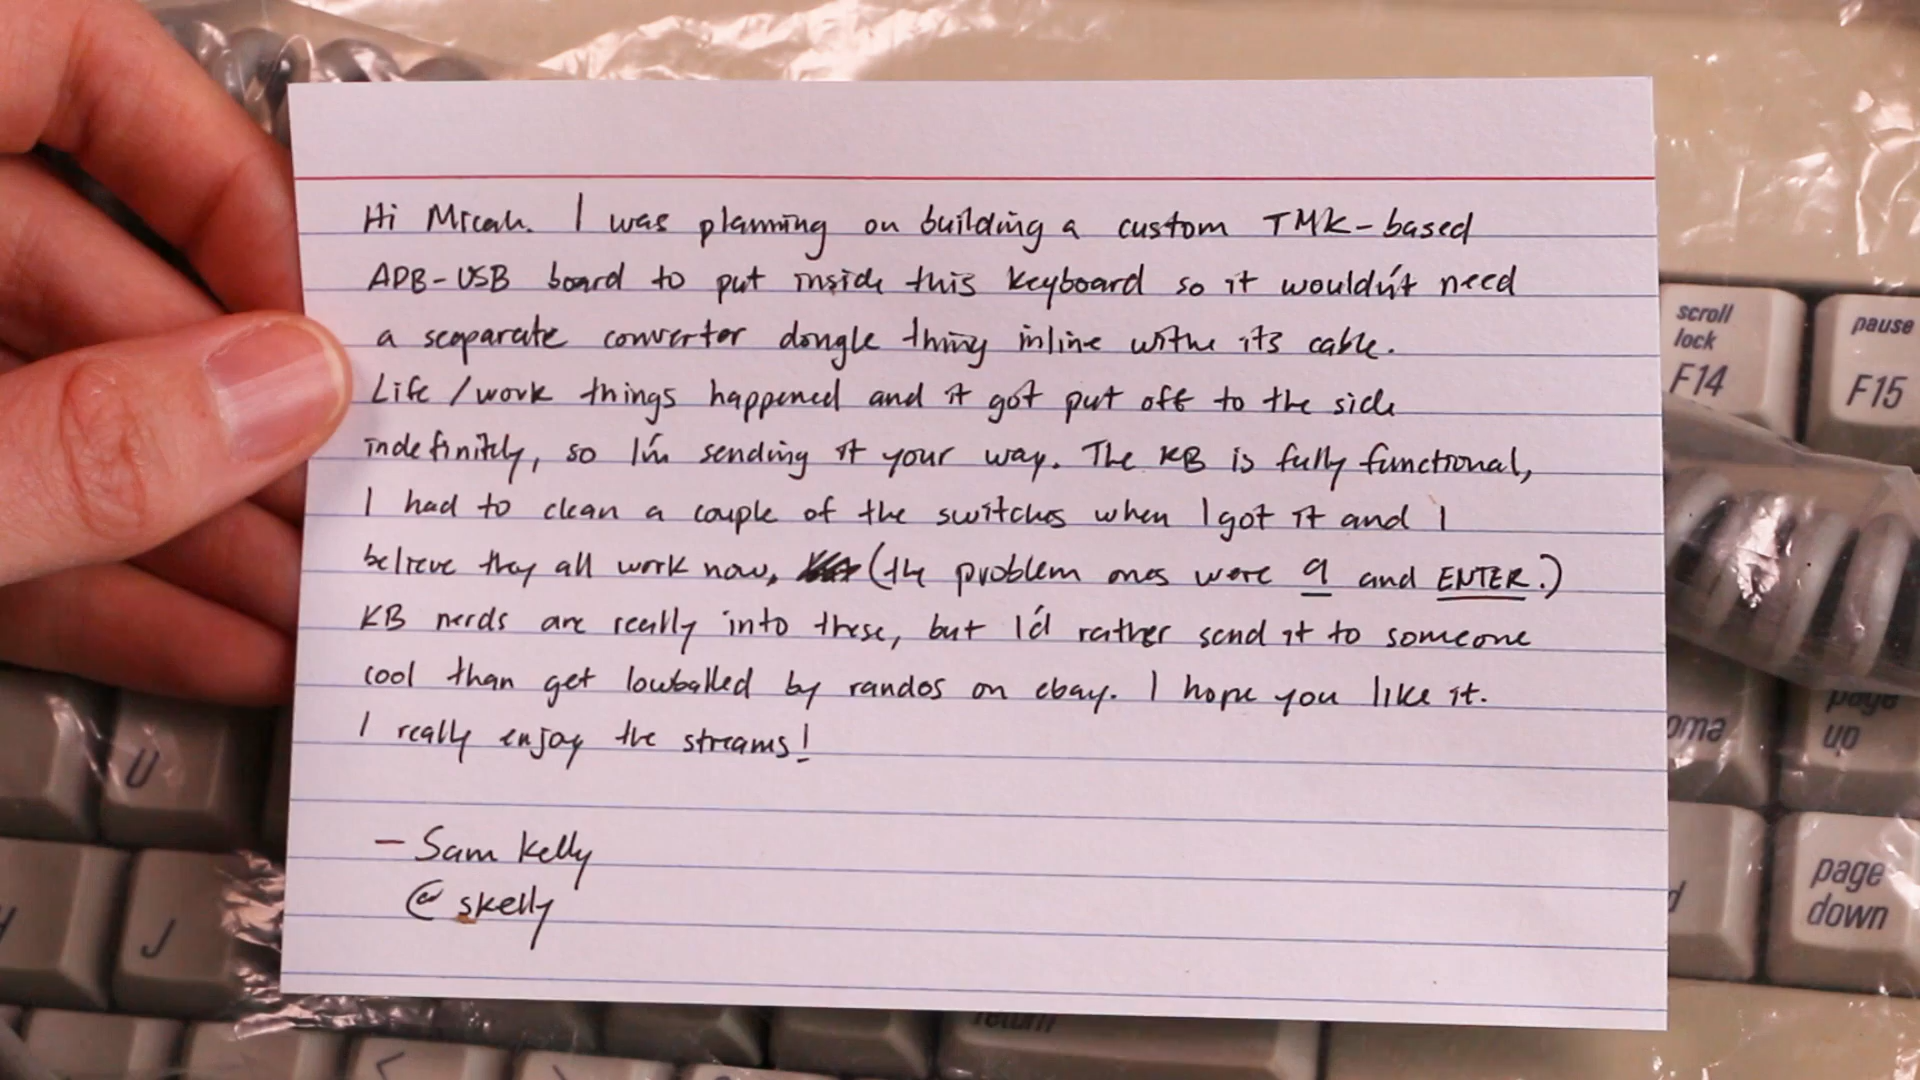 Hi Micah. I was planning on building a custom TMK-based
ADB-USB board to put inside this keyboard so it wouldn't need
a seoparate convertor dongle thing inline withe its cable.
Life/work things happened and it got put off to the side
indefinitely, so I'm sending it your way. The KB is fully functional,
I had to clean a couple of the switches when I got it and I
believe they all work now, (the problem ones were q and ENTER.)
KB nerds are really into these, but I'd rather send it to someone
cool than get lowballed by randos on ebay. I hope you like it.
I really enjoy the streams!
— Sam Kelly
@skelly
scroll
lock
F14
pause
F15
page
up
page
down
U
J
return